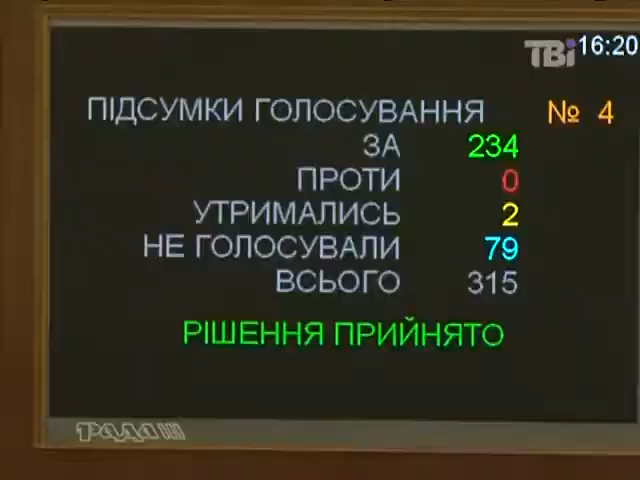 ТВі 16:20
ПІДСУМКИ ГОЛОСУВАННЯ № 4
ЗА 234
ПРОТИ 0
УТРИМАЛИСЬ 2
НЕ ГОЛОСУВАЛИ 79
ВСЬОГО 315
РІШЕННЯ ПРИЙНЯТО
РАДА